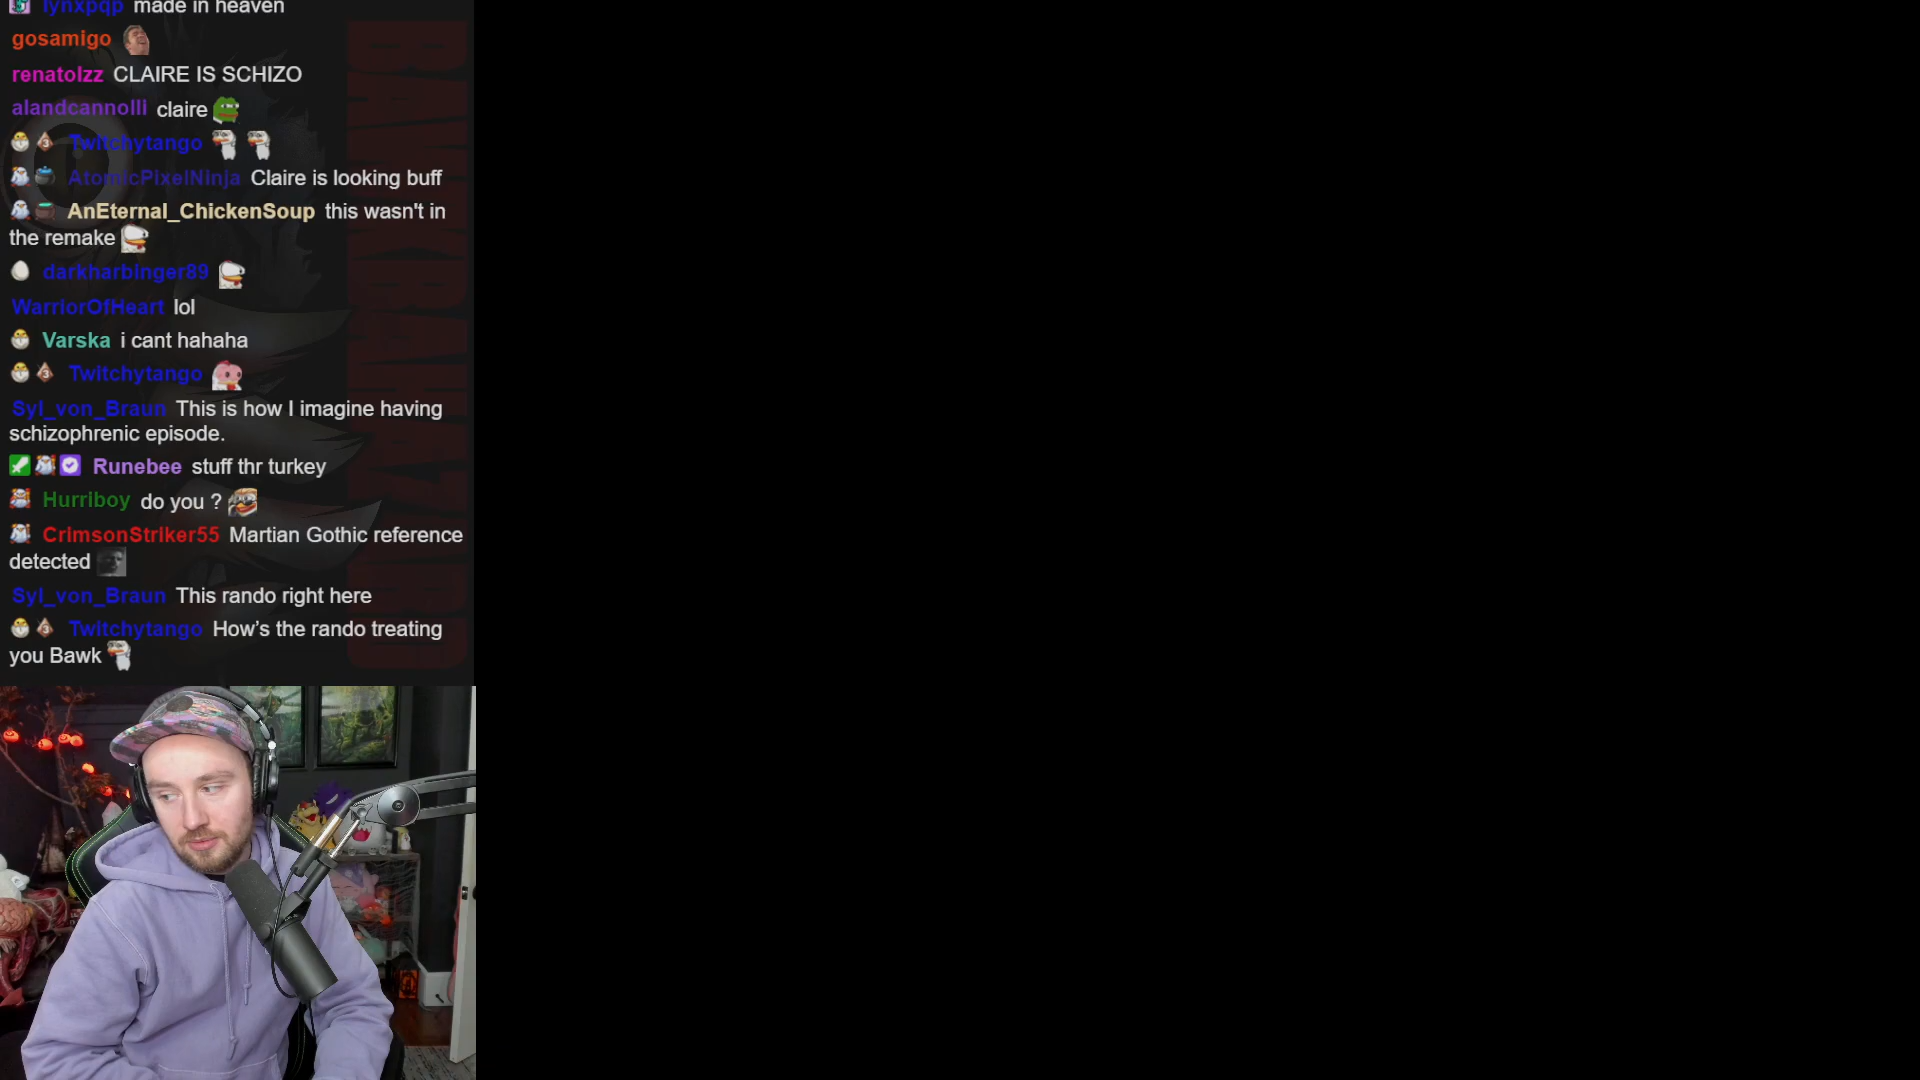 lynxpqp made in heaven
gosamigo
renatolzz CLAIRE IS SCHIZO
alandcannolli claire
Twitchytango
AtomicPixelNinja Claire is looking buff
AnEternal_ChickenSoup this wasn't in
the remake
darkharbinger89
WarriorOfHeart lol
Varska i cant hahaha
Twitchytango
Syl_von_Braun This is how I imagine having
schizophrenic episode.
Runebee stuff thr turkey
Hurriboy do you ?
CrimsonStriker55 Martian Gothic reference
detected
Syl_von_Braun This rando right here
Twitchytango How’s the rando treating
you Bawk